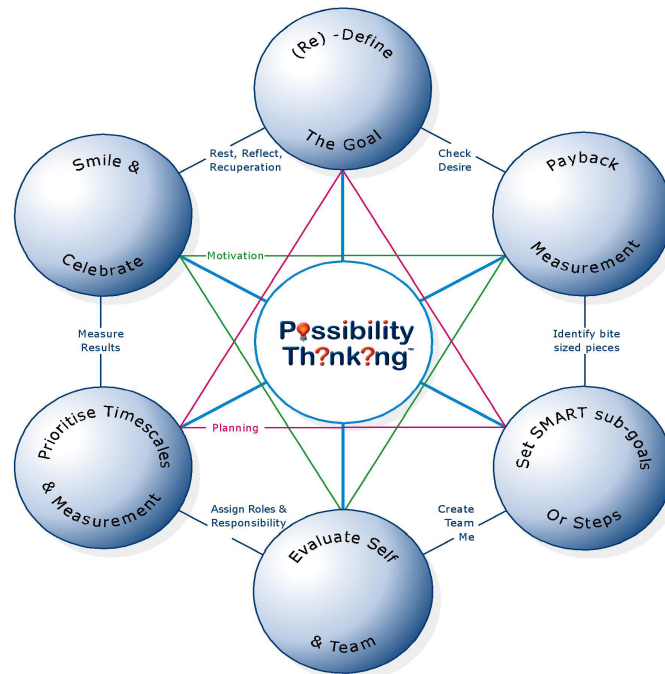 (Re) -Define
The Goal
Smile &
Celebrate
Rest, Reflect,
Recuperation
Check
Desire
Payback
Measurement
Motivation
Possibility
Th?nk?ng™
Measure
Results
Identify bite
sized pieces
Prioritise Timescales
& Measurement
Planning
Set SMART sub-goals
Or Steps
Assign Roles &
Responsibility
Create
Team
Me
Evaluate Self
& Team